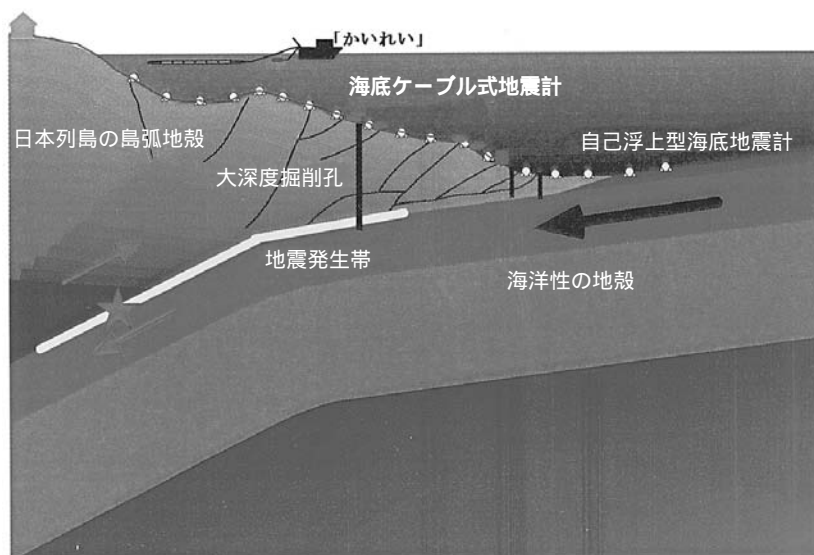 「かいれい」
海底ケーブル式地震計
日本列島の島弧地殻
自己浮上型海底地震計
大深度掘削孔
地震発生帯
海洋性の地殻